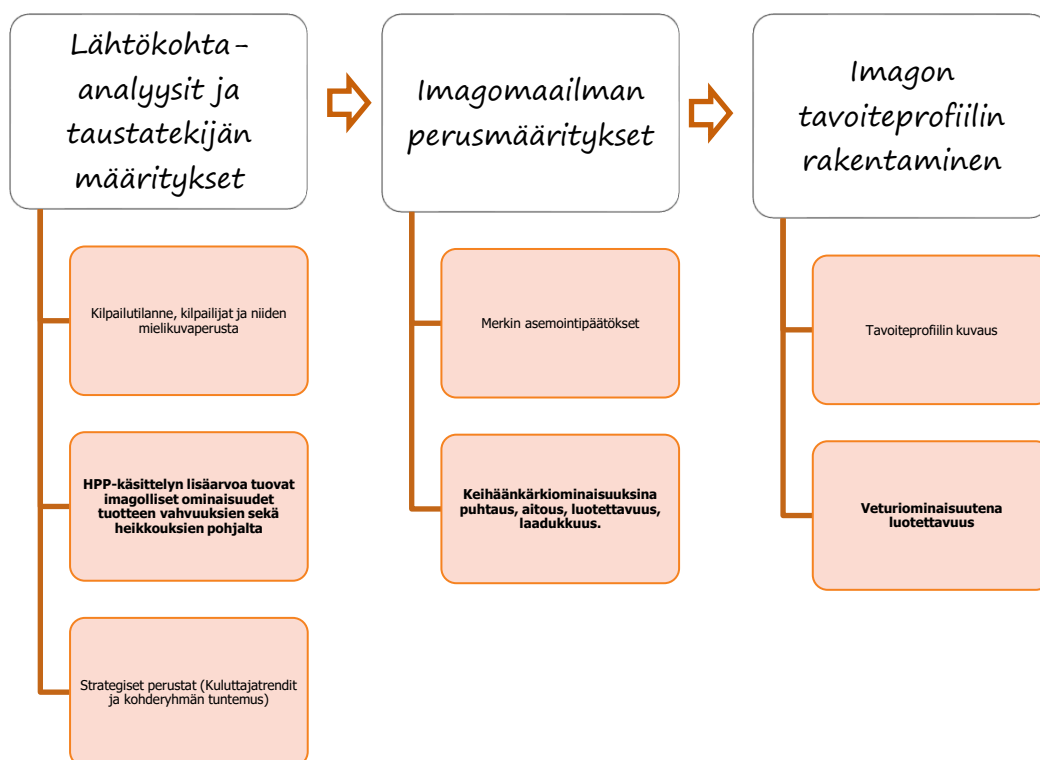 Lähtökohta-
analyysit ja
taustatekijän
määritykset
Kilpailutilanne, kilpailijat ja niiden
mielikuvaperusta
HPP-käsittelyn lisäarvoa tuovat
imagolliset ominaisuudet
tuotteen vahvuuksien sekä
heikkouksien pohjalta
Strategiset perustat (Kuluttajatrendit
ja kohderyhmän tuntemus)
Imagomaailman
perusmääritykset
Merkin asemointipäätökset
Keihäänkärkiominaisuuksina
puhtaus, aitous, luotettavuus,
laadukkuus.
Imagon
tavoiteprofiilin
rakentaminen
Tavoiteprofiilin kuvaus
Veturiominaisuutena
luotettavuus